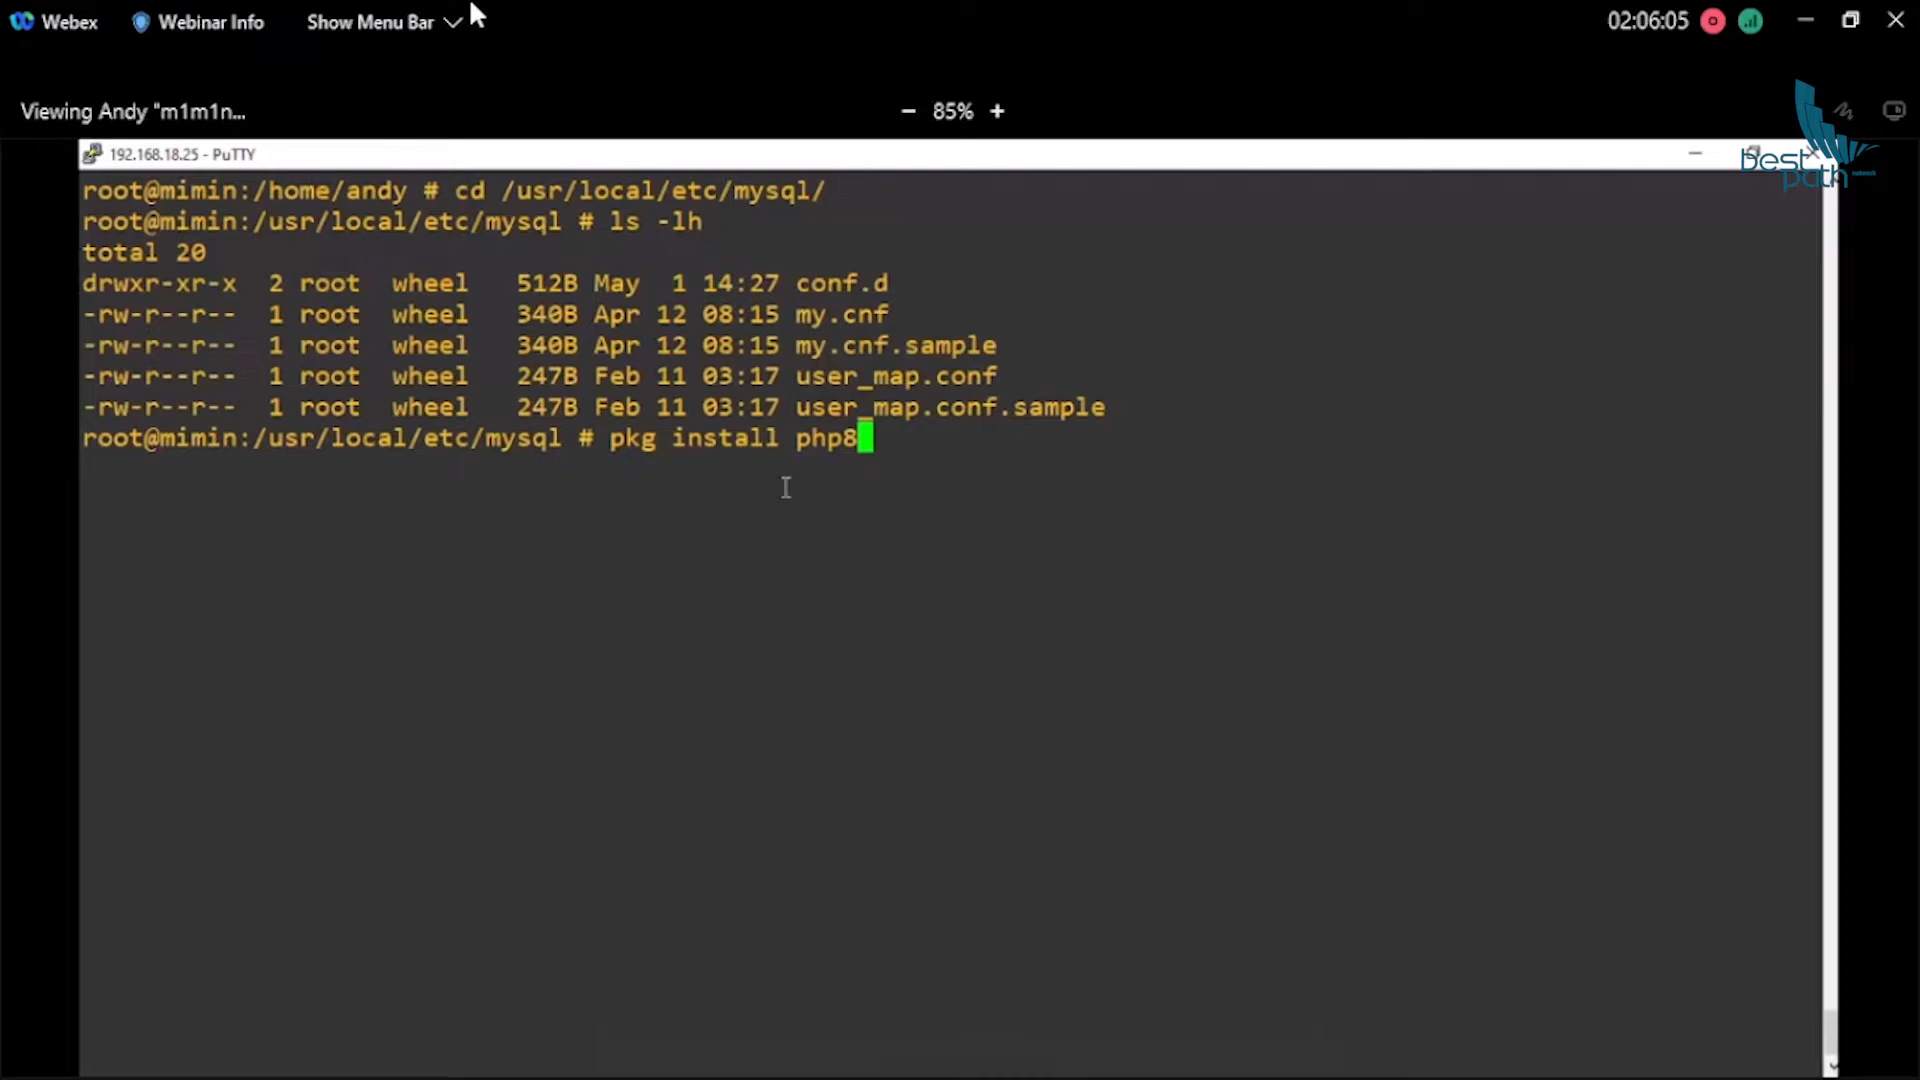 Webex Webinar Info Show Menu Bar 02:06:05
Viewing Andy "m1m1n... − 85% +
best path network
192.168.18.25 - PuTTY
root@mimin:/home/andy # cd /usr/local/etc/mysql/
root@mimin:/usr/local/etc/mysql # ls -lh
total 20
drwxr-xr-x  2 root  wheel   512B May  1 14:27 conf.d
-rw-r--r--  1 root  wheel   340B Apr 12 08:15 my.cnf
-rw-r--r--  1 root  wheel   340B Apr 12 08:15 my.cnf.sample
-rw-r--r--  1 root  wheel   247B Feb 11 03:17 user_map.conf
-rw-r--r--  1 root  wheel   247B Feb 11 03:17 user_map.conf.sample
root@mimin:/usr/local/etc/mysql # pkg install php8